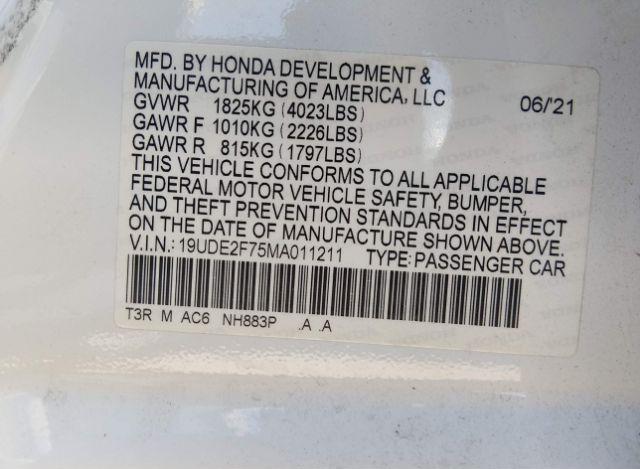 MFD. BY HONDA DEVELOPMENT &
MANUFACTURING OF AMERICA, LLC 06/21
GVWR 1825KG (4023LBS)
GAWR F 1010KG (2226LBS)
GAWR R 815KG (1797LBS)
THIS VEHICLE CONFORMS TO ALL APPLICABLE
FEDERAL MOTOR VEHICLE SAFETY, BUMPER,
AND THEFT PREVENTION STANDARDS IN EFFECT
ON THE DATE OF MANUFACTURE SHOWN ABOVE.
V.I.N.: 19UDE2F75MA011211 TYPE: PASSENGER CAR
T3R M AC6 NH883P .A .A